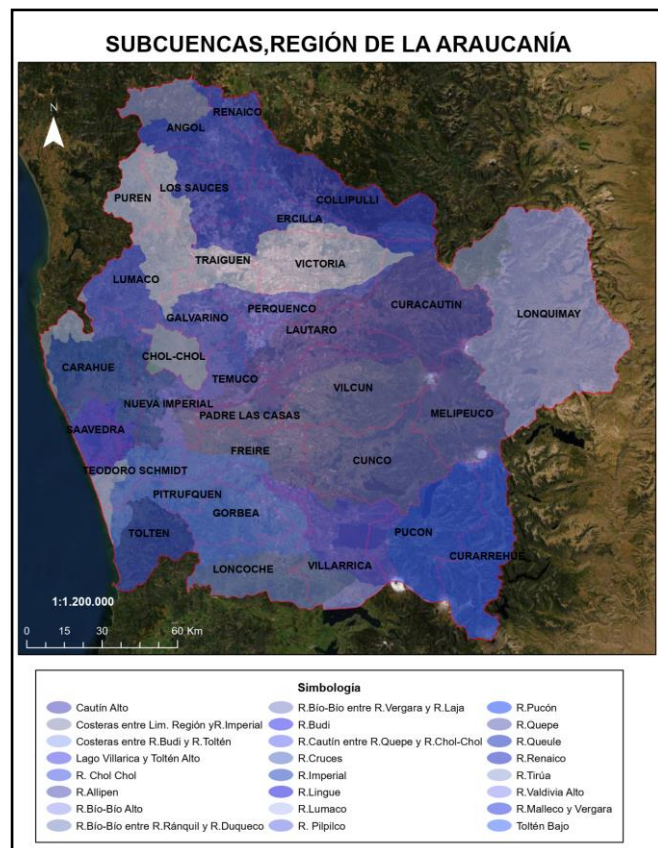 SUBCUENCAS,REGIÓN DE LA ARAUCANÍA
N
RENAICO
ANGOL
LOS SAUCES
PUREN
COLLIPULLI
ERCILLA
TRAIGUEN
VICTORIA
LUMACO
CURACAUTIN
LONQUIMAY
PERQUENCO
GALVARINO
LAUTARO
CHOL-CHOL
CARAHUE
TEMUCO
VILCUN
NUEVA IMPERIAL
PADRE LAS CASAS
MELIPEUCO
SAAVEDRA
FREIRE
CUNCO
TEODORO SCHMIDT
PITRUFQUEN
GORBEA
TOLTEN
PUCON
CURARREHUE
LONCOCHE
VILLARRICA
1:1.200.000
0 15 30 60 Km
Simbología
Cautín Alto
Costeras entre Lim. Región yR.Imperial
Costeras entre R.Budi y R.Toltén
Lago Villarica y Toltén Alto
R. Chol Chol
R.Allipen
R.Bío-Bío Alto
R.Bío-Bío entre R.Ránquil y R.Duqueco
R.Bío-Bío entre R.Vergara y R.Laja
R.Budi
R.Cautín entre R.Quepe y R.Chol-Chol
R.Cruces
R.Imperial
R.Lingue
R.Lumaco
R. Pilpilco
R.Pucón
R.Quepe
R.Queule
R.Renaico
R.Tirúa
R.Valdivia Alto
R.Malleco y Vergara
Toltén Bajo